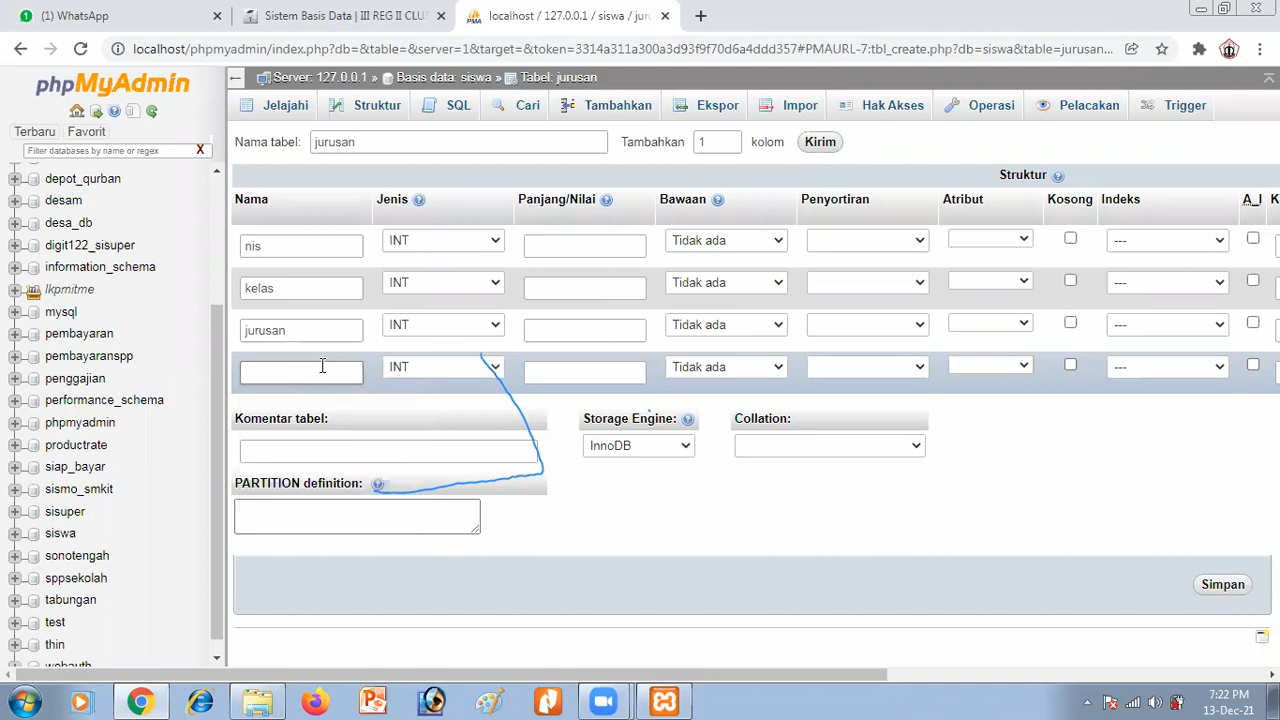 (1) WhatsApp
Sistem Basis Data | III REG II CLU
localhost / 127.0.0.1 / siswa / jur
localhost/phpmyadmin/index.php?db=&table=&server=1&target=&token=3314a311a300a3d93f9f70d6a4ddd357#PMAURL-7:tbl_create.php?db=siswa&table=jurusan...
phpMyAdmin
Server: 127.0.0.1 » Basis data: siswa » Tabel: jurusan
Jelajahi Struktur SQL Cari Tambahkan Ekspor Impor Hak Akses Operasi Pelacakan Trigger
Terbaru Favorit
Filter databases by name or regex X
depot_qurban
desam
desa_db
digit122_sisuper
information_schema
lkpmitme
mysql
pembayaran
pembayaranspp
penggajian
performance_schema
phpmyadmin
productrate
siap_bayar
sismo_smkit
sisuper
siswa
sonotengah
sppsekolah
tabungan
test
thin
webauth
Nama tabel: jurusan Tambahkan 1 kolom Kirim
Struktur
Nama Jenis Panjang/Nilai Bawaan Penyortiran Atribut Kosong Indeks A_I K
nis INT Tidak ada ---
kelas INT Tidak ada ---
jurusan INT Tidak ada ---
INT Tidak ada ---
Komentar tabel: Storage Engine: Collation:
InnoDB
PARTITION definition:
Simpan
7:22 PM
13-Dec-21